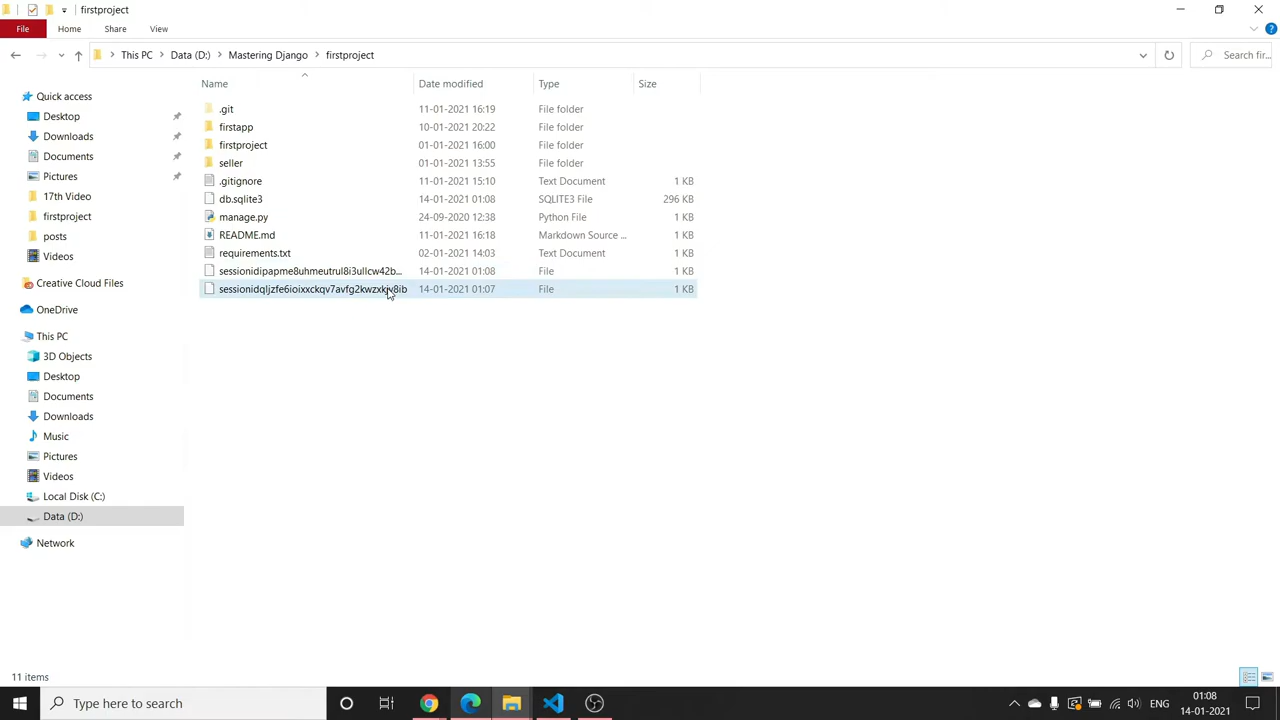 firstproject
File Home Share View
This PC Data (D:) Mastering Django firstproject Search fir...
Name Date modified Type Size
.git 11-01-2021 16:19 File folder
firstapp 10-01-2021 20:22 File folder
firstproject 01-01-2021 16:00 File folder
seller 01-01-2021 13:55 File folder
.gitignore 11-01-2021 15:10 Text Document 1 KB
db.sqlite3 14-01-2021 01:08 SQLITE3 File 296 KB
manage.py 24-09-2020 12:38 Python File 1 KB
README.md 11-01-2021 16:18 Markdown Source ... 1 KB
requirements.txt 02-01-2021 14:03 Text Document 1 KB
sessionidipapme8uhmeutrul8i3ullcw42b... 14-01-2021 01:08 File 1 KB
14-01-2021 01:07 File 1 KB
Quick access
Desktop
Downloads
Documents
Pictures
17th Video
firstproject
posts
Videos
Creative Cloud Files
OneDrive
This PC
3D Objects
Desktop
Documents
Downloads
Music
Pictures
Videos
Local Disk (C:)
Data (D:)
Network
11 items
Type here to search
ENG
01:08
14-01-2021